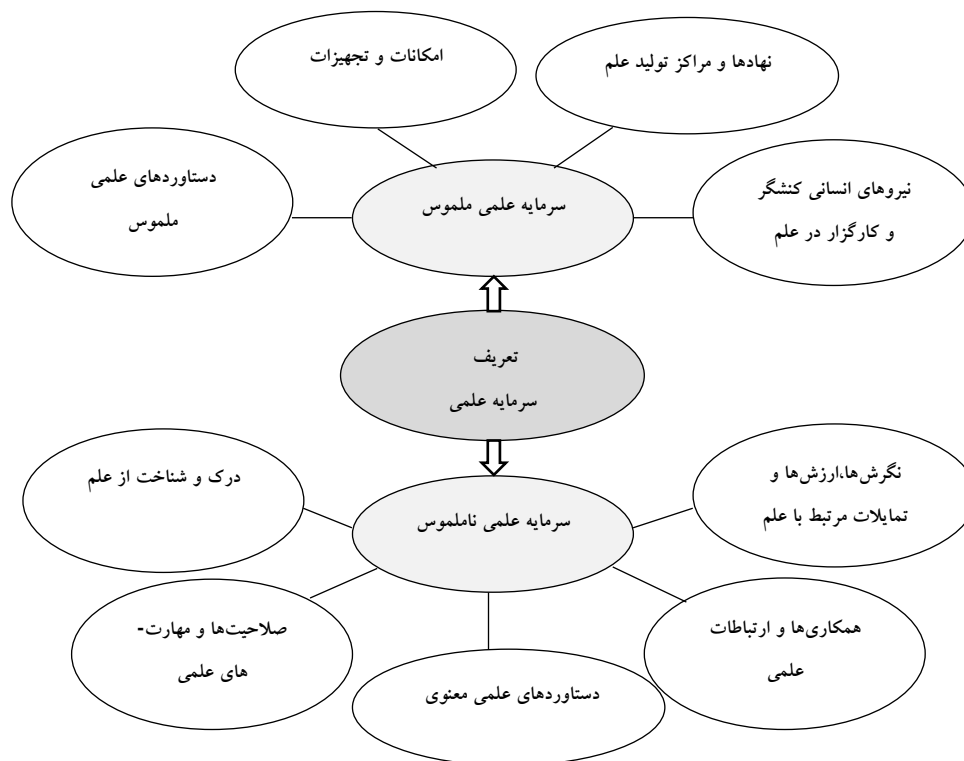 نهادها و مراکز تولید علم
امکانات و تجهیزات
نیروهای انسانی کنشگر
و کارگزار در علم
سرمایه علمی ملموس
دستاوردهای علمی
ملموس
تعریف
سرمایه علمی
نگرش‌ها،ارزش‌ها و
تمایلات مرتبط با علم
سرمایه علمی ناملموس
درک و شناخت از علم
همکاری‌ها و ارتباطات
علمی
دستاوردهای علمی معنوی
صلاحیت‌ها و مهارت-
های علمی